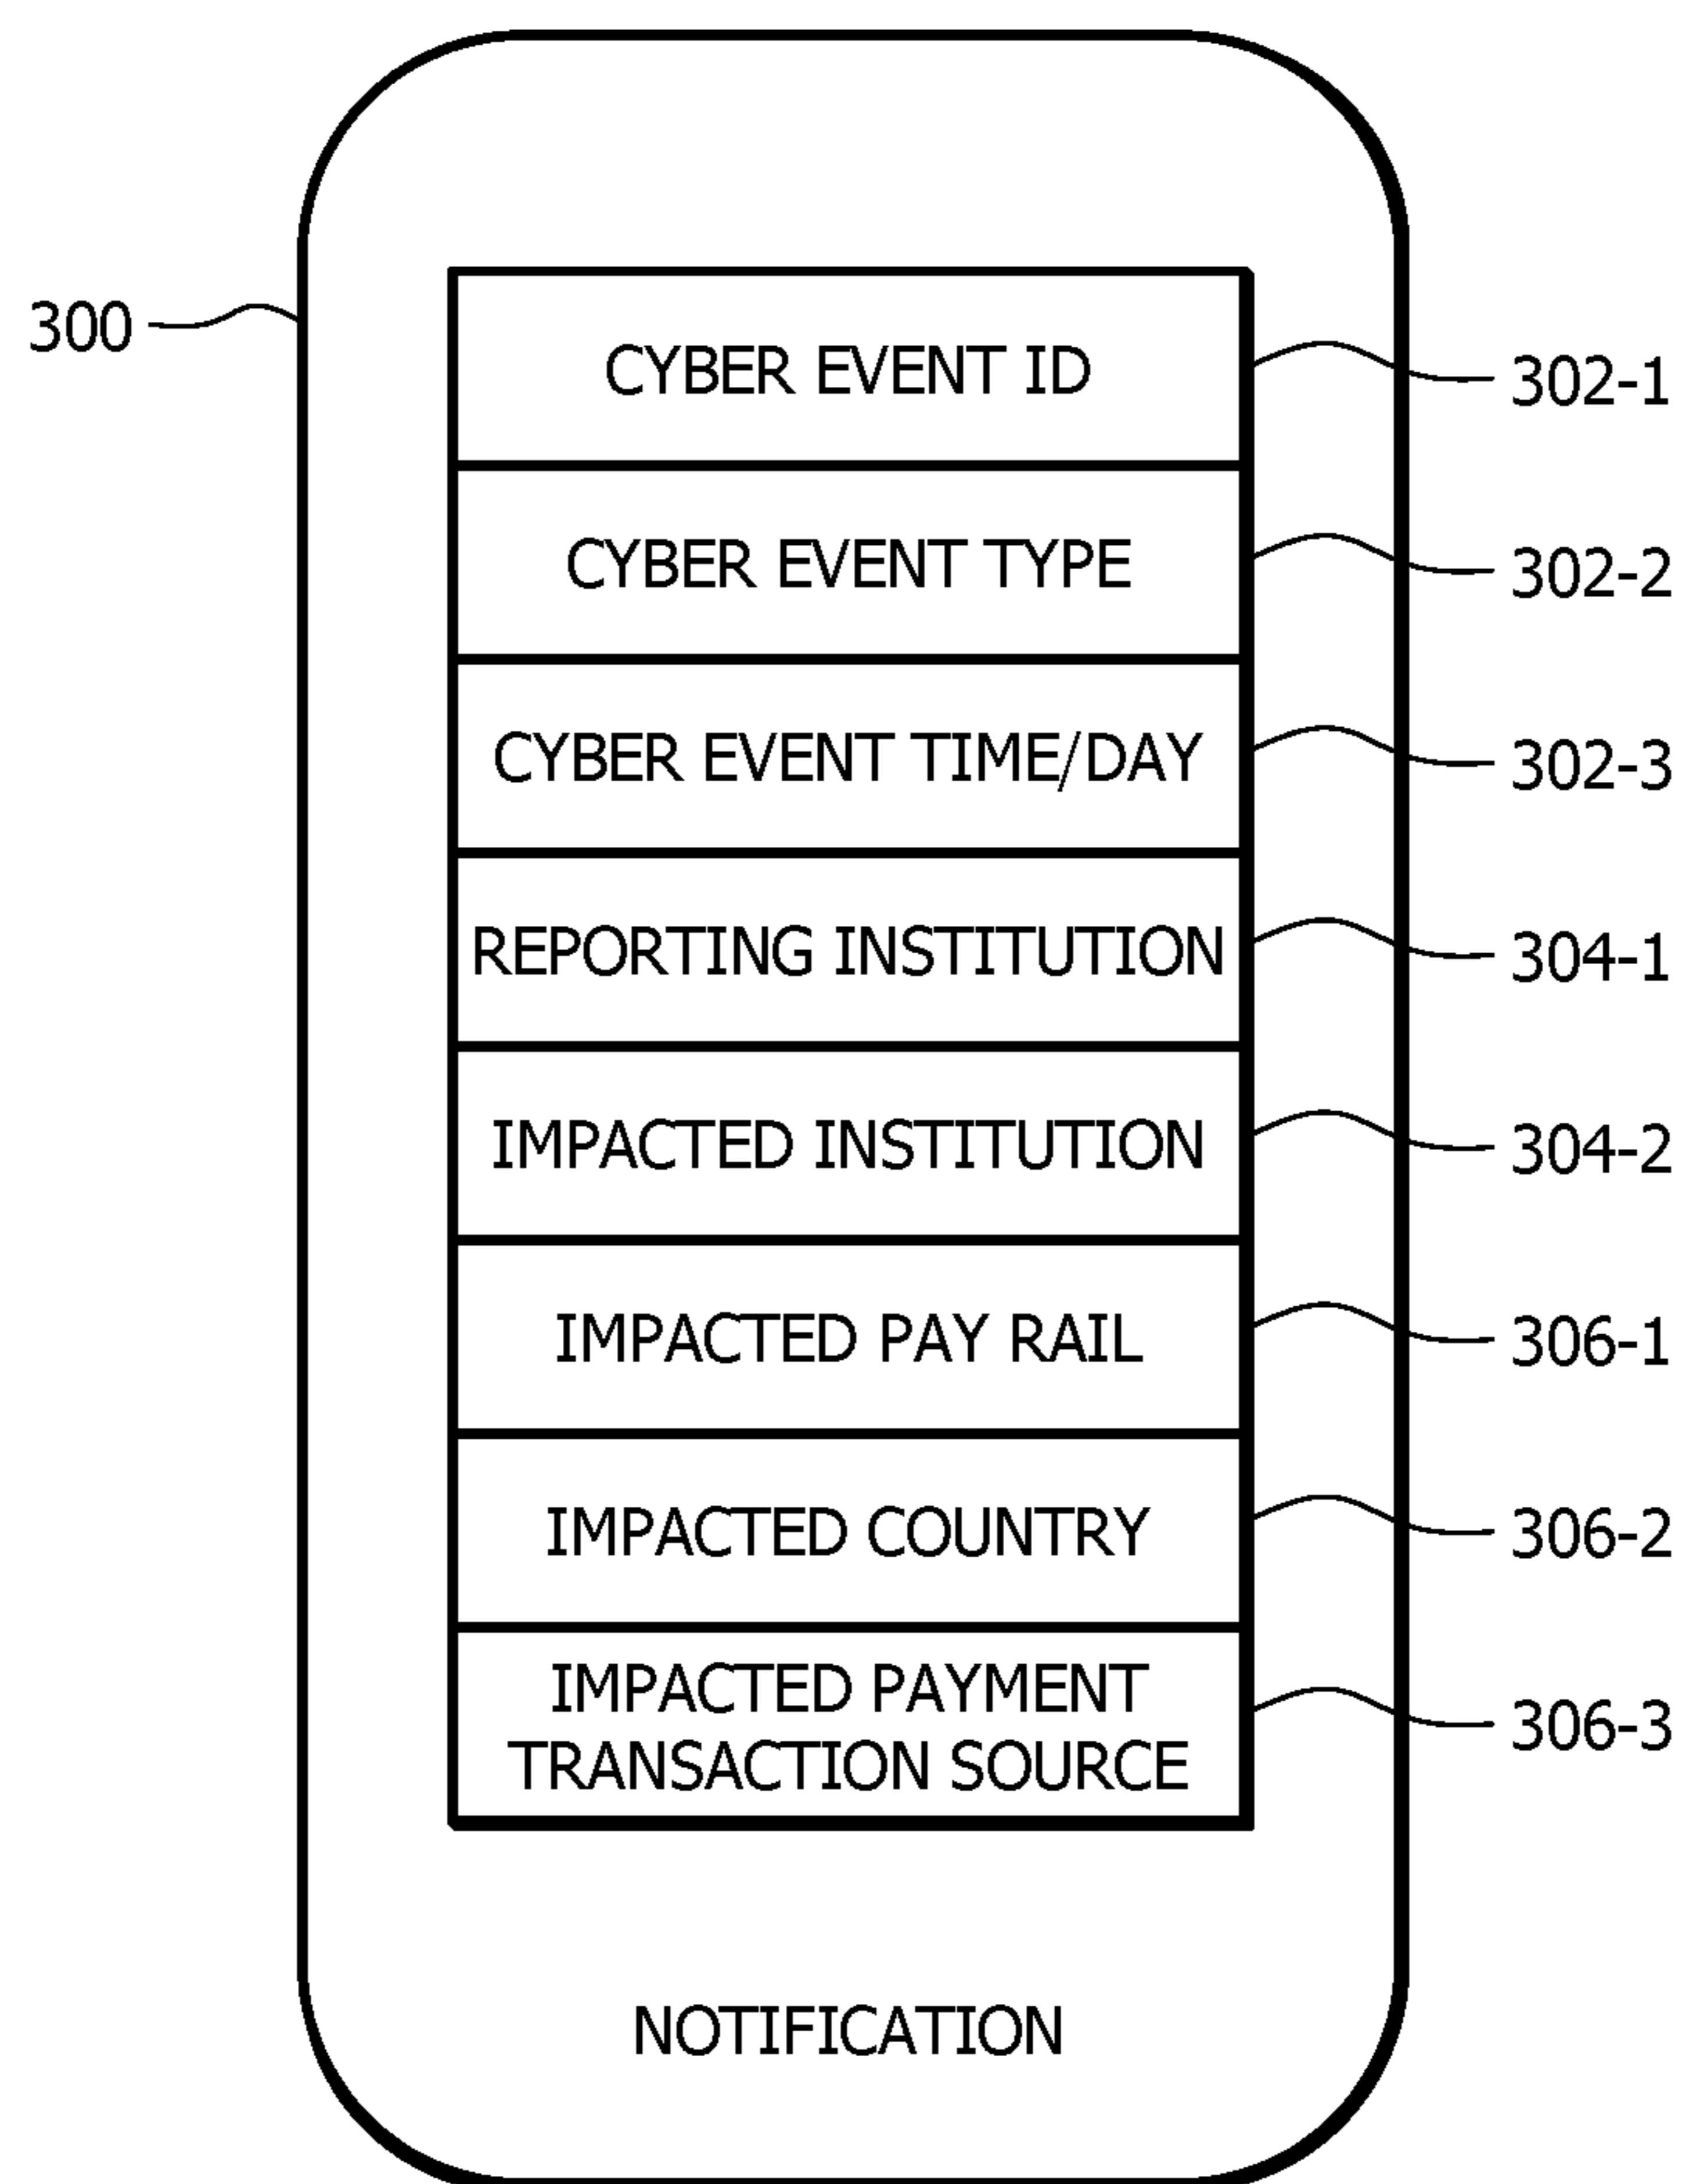 300
CYBER EVENT ID
302-1
CYBER EVENT TYPE
302-2
CYBER EVENT TIME/DAY
302-3
REPORTING INSTITUTION
304-1
IMPACTED INSTITUTION
304-2
IMPACTED PAY RAIL
306-1
IMPACTED COUNTRY
306-2
IMPACTED PAYMENT
TRANSACTION SOURCE
306-3
NOTIFICATION